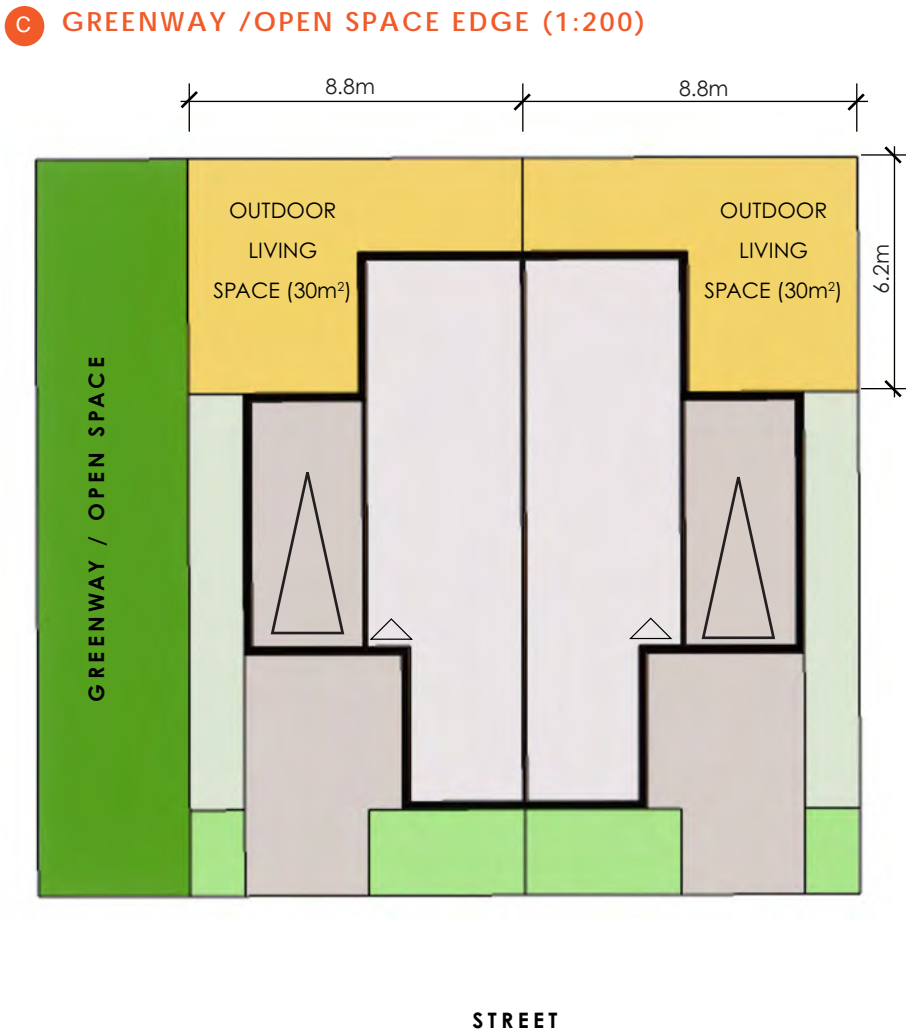 C GREENWAY /OPEN SPACE EDGE (1:200)
8.8m
8.8m
OUTDOOR
LIVING
SPACE (30m²)
OUTDOOR
LIVING
SPACE (30m²)
6.2m
GREENWAY / OPEN SPACE
STREET